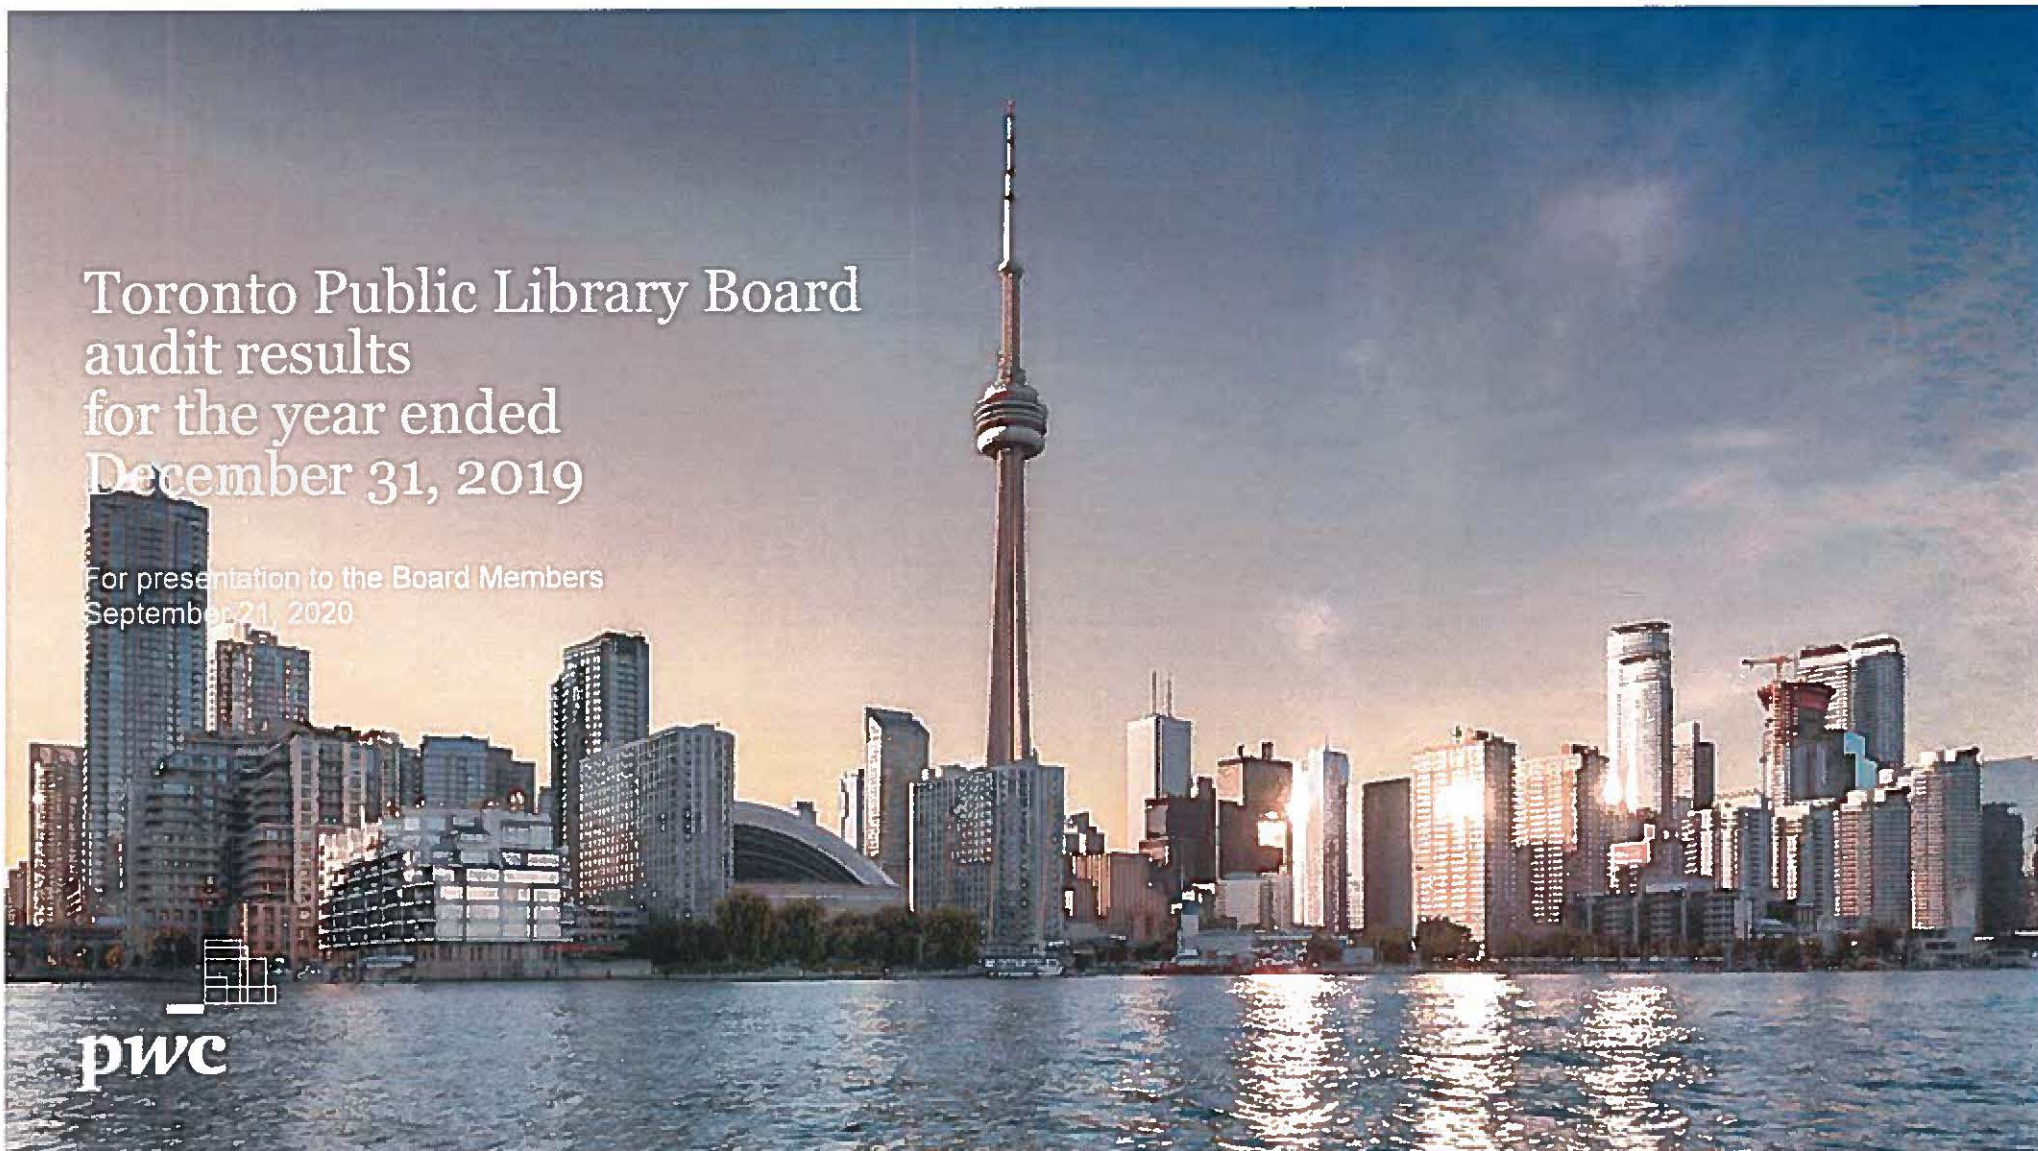 Toronto Public Library Board
audit results
for the year ended
December 31, 2019
For presentation to the Board Members
September 21, 2020
pwc